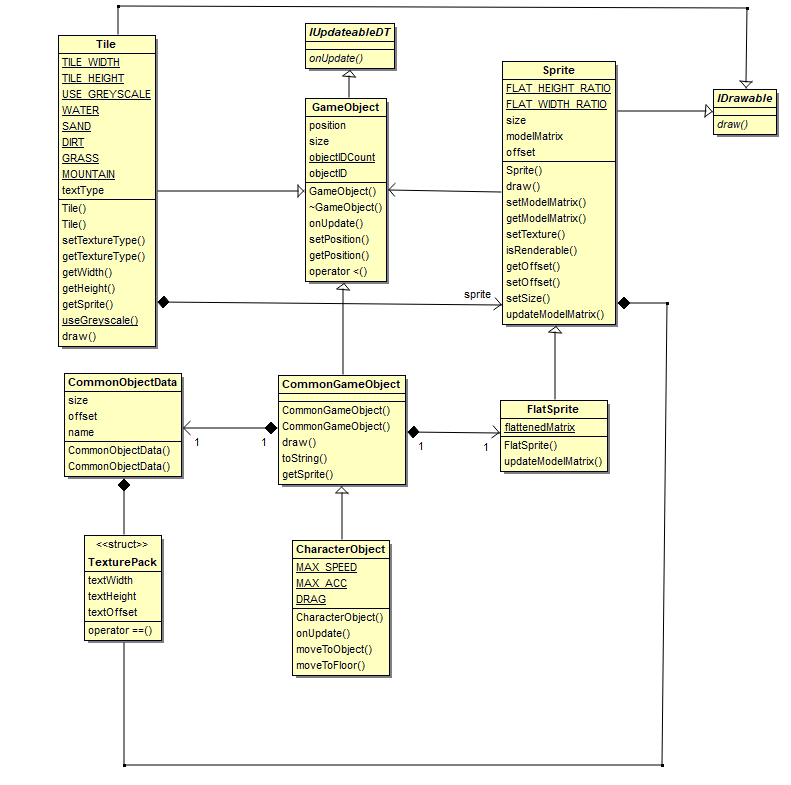 Tile
TILE_WIDTH
TILE_HEIGHT
USE_GREYSCALE
WATER
SAND
DIRT
GRASS
MOUNTAIN
textType
Tile()
Tile()
setTextureType()
getTextureType()
getWidth()
getHeight()
getSprite()
useGreyscale()
draw()
IUpdateableDT
onUpdate()
GameObject
position
size
objectIDCount
objectID
GameObject()
~GameObject()
onUpdate()
setPosition()
getPosition()
operator <()
Sprite
FLAT_HEIGHT_RATIO
FLAT_WIDTH_RATIO
size
modelMatrix
offset
Sprite()
draw()
setModelMatrix()
getModelMatrix()
setTexture()
isRenderable()
getOffset()
setOffset()
setSize()
updateModelMatrix()
IDrawable
draw()
sprite
CommonObjectData
size
offset
name
CommonObjectData()
CommonObjectData()
1
1
CommonGameObject
CommonGameObject()
CommonGameObject()
draw()
toString()
getSprite()
1
1
FlatSprite
flattenedMatrix
FlatSprite()
updateModelMatrix()
<<struct>>
TexturePack
textWidth
textHeight
textOffset
operator ==()
CharacterObject
MAX_SPEED
MAX_ACC
DRAG
CharacterObject()
onUpdate()
moveToObject()
moveToFloor()